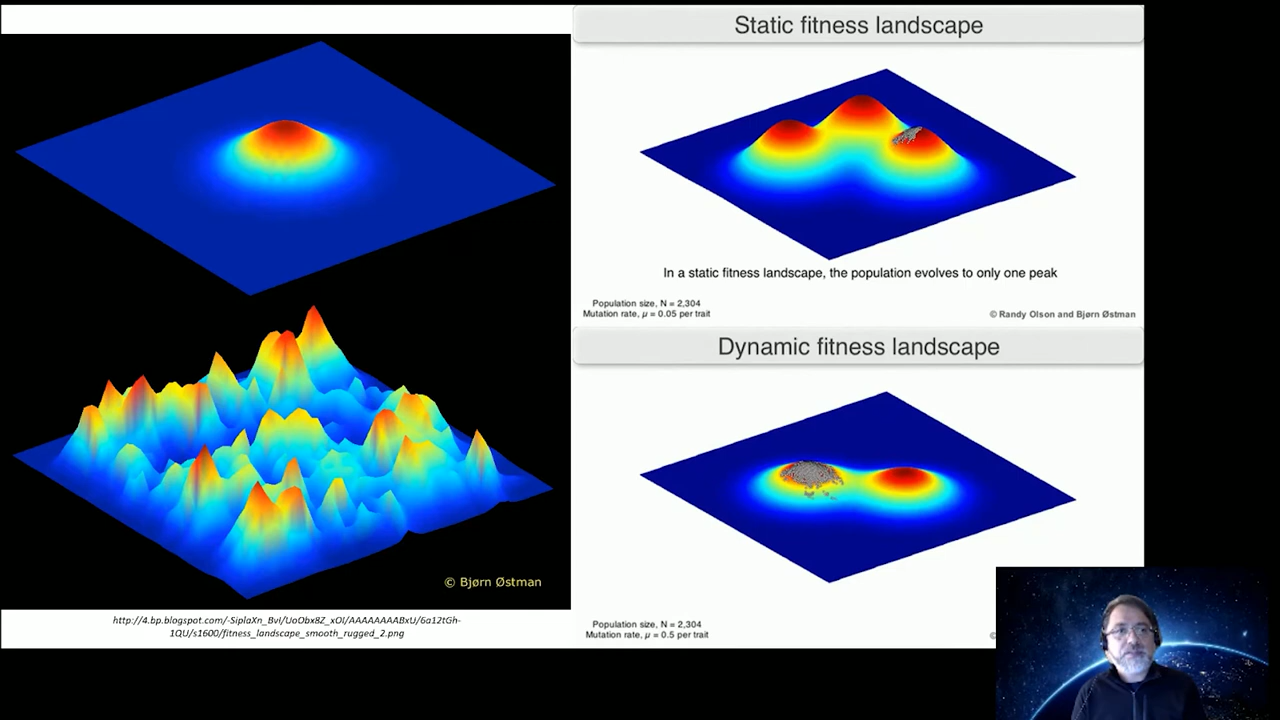 Static fitness landscape
In a static fitness landscape, the population evolves to only one peak
Population size, N = 2,304
Mutation rate, μ = 0.05 per trait
© Randy Olson and Bjørn Østman
Dynamic fitness landscape
Population size, N = 2,304
Mutation rate, μ = 0.5 per trait
©
© Bjørn Østman
http://4.bp.blogspot.com/-SiplaXn_BvI/UoObx8Z_xOI/AAAAAAAABxU/6a12tGh-
1QU/s1600/fitness_landscape_smooth_rugged_2.png